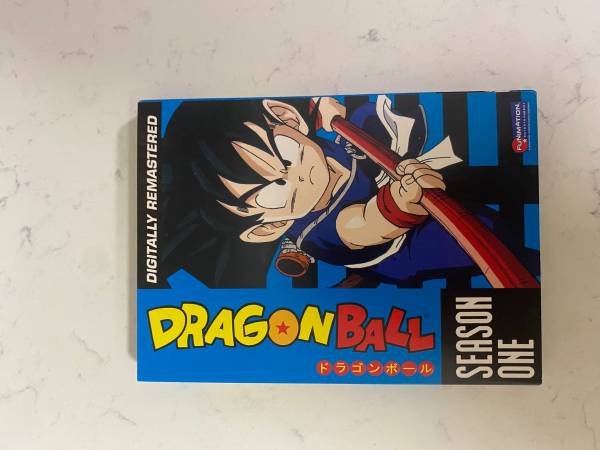 DIGITALLY REMASTERED
FUNIMATION
DRAGON BALL
ドラゴンボール
SEASON
ONE